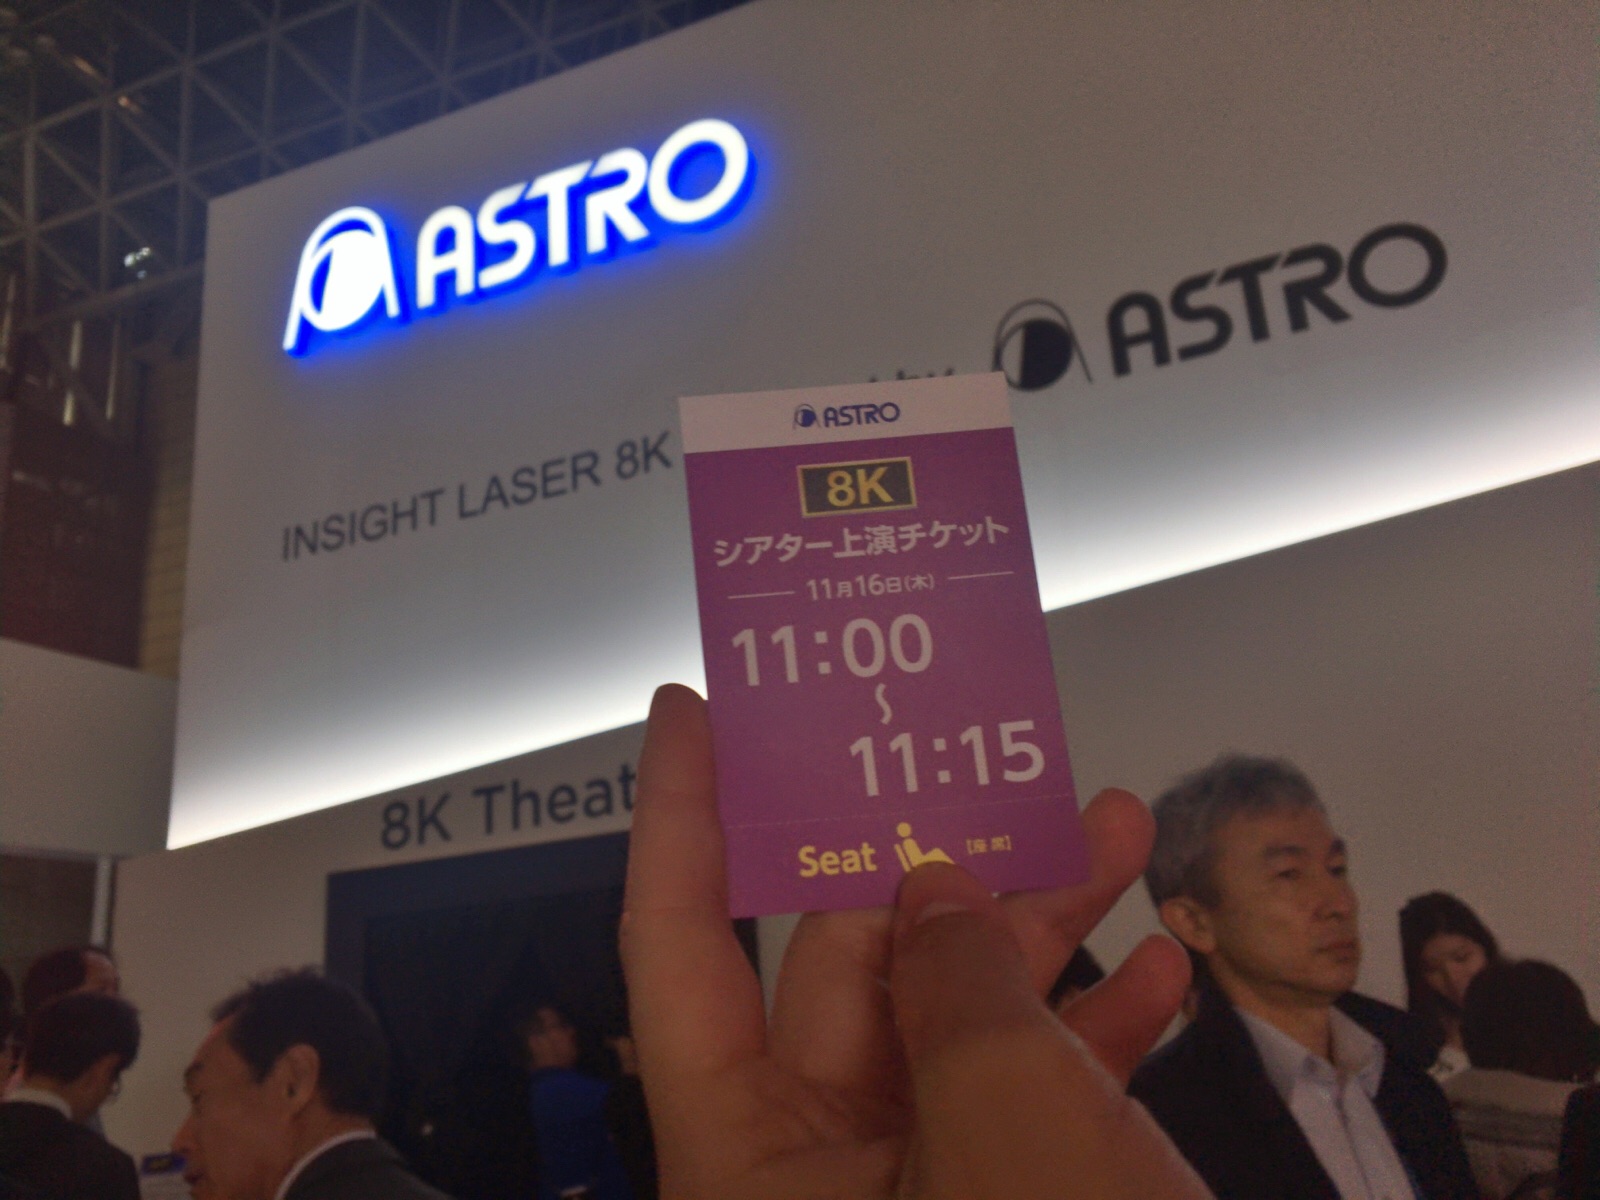 ASTRO
ASTRO
INSIGHT LASER 8K
by
ASTRO
8K
シアター上演チケット
11月16日(木)
11:00
~
11:15
Seat
【座席】
8K Theat